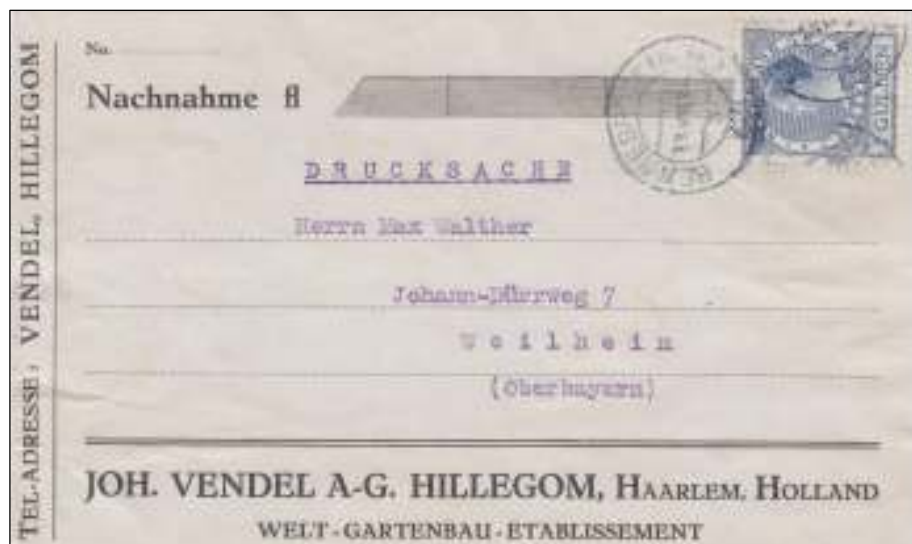 No.
Nachnahme fl
GULDEN
DRUCKSACHE
Herrn Max Walther
Johann-Dürrweg 7
Weilheim
(Oberbayern)
JOH. VENDEL A-G. HILLEGOM, HAARLEM, HOLLAND
WELT-GARTENBAU-ETABLISSEMENT
TEL-ADRESSE: VENDEL, HILLEGOM